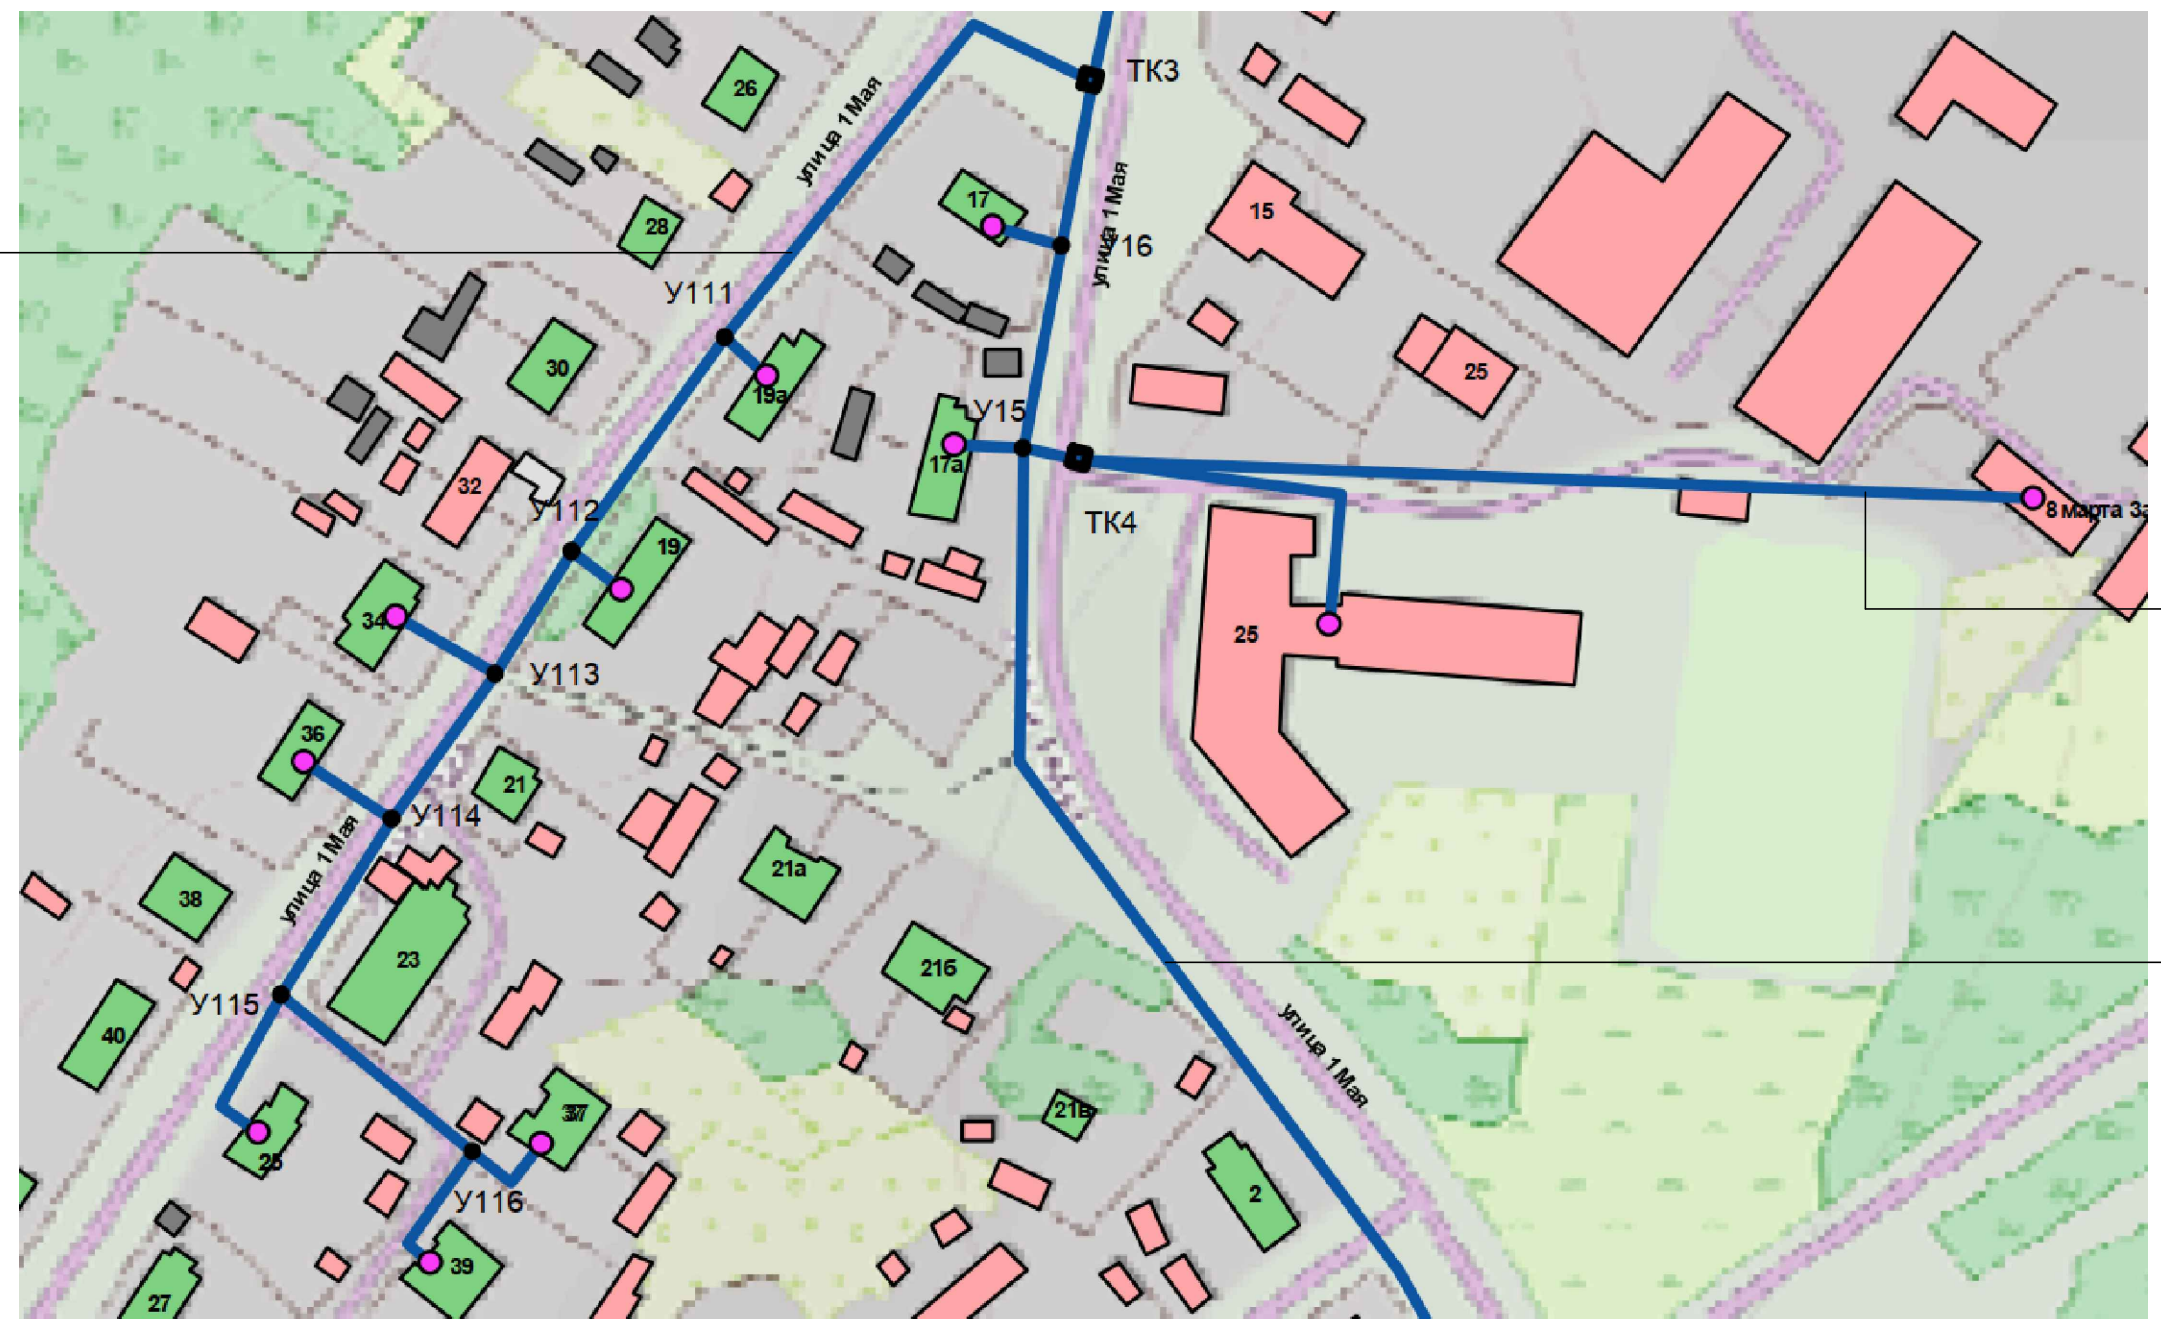 ТК3
26
улица 1 Мая
17
15
28
улица 1 Мая
У16
У111
30
25
19а
У15
17а
32
8 марта 3а
У112
ТК4
19
34
25
У113
36
21
У114
улица 1 Мая
21а
38
23
21б
У115
40
улица 1 Мая
37
21в
25
2
У116
39
27